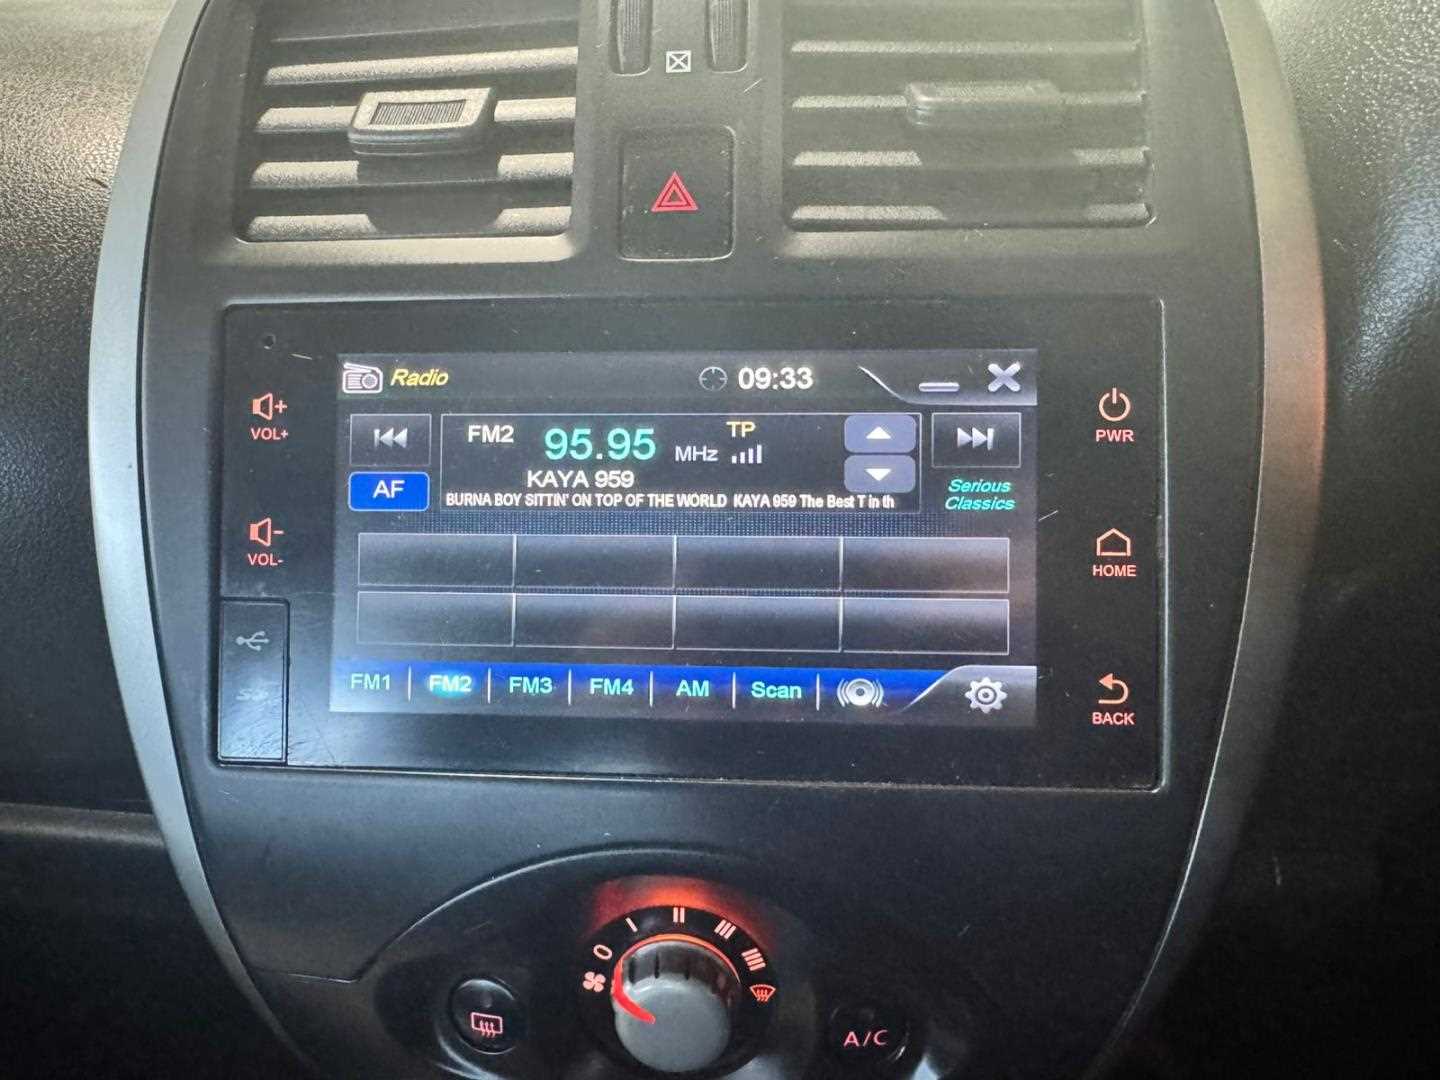 Radio
09:33
VOL+
PWR
FM2 95.95 MHz TP
KAYA 959
AF
BURNA BOY SITTIN' ON TOP OF THE WORLD KAYA 959 The Best T in th
Serious
Classics
VOL-
HOME
FM1 FM2 FM3 FM4 AM Scan
BACK
0 I II III IIII
A/C